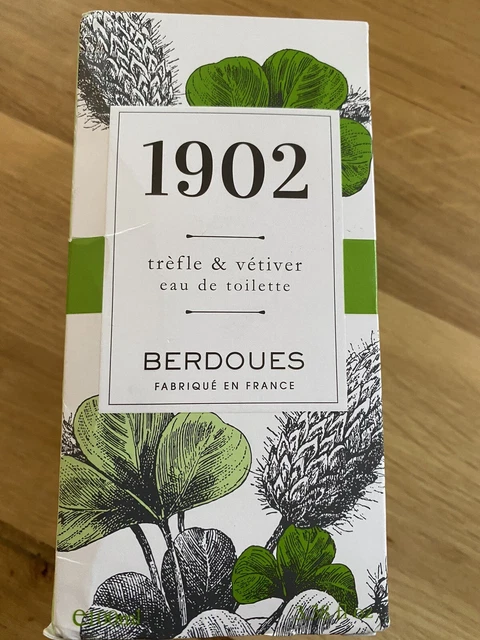 1902
trèfle & vétiver
eau de toilette
BERDOUES
FABRIQUÉ EN FRANCE